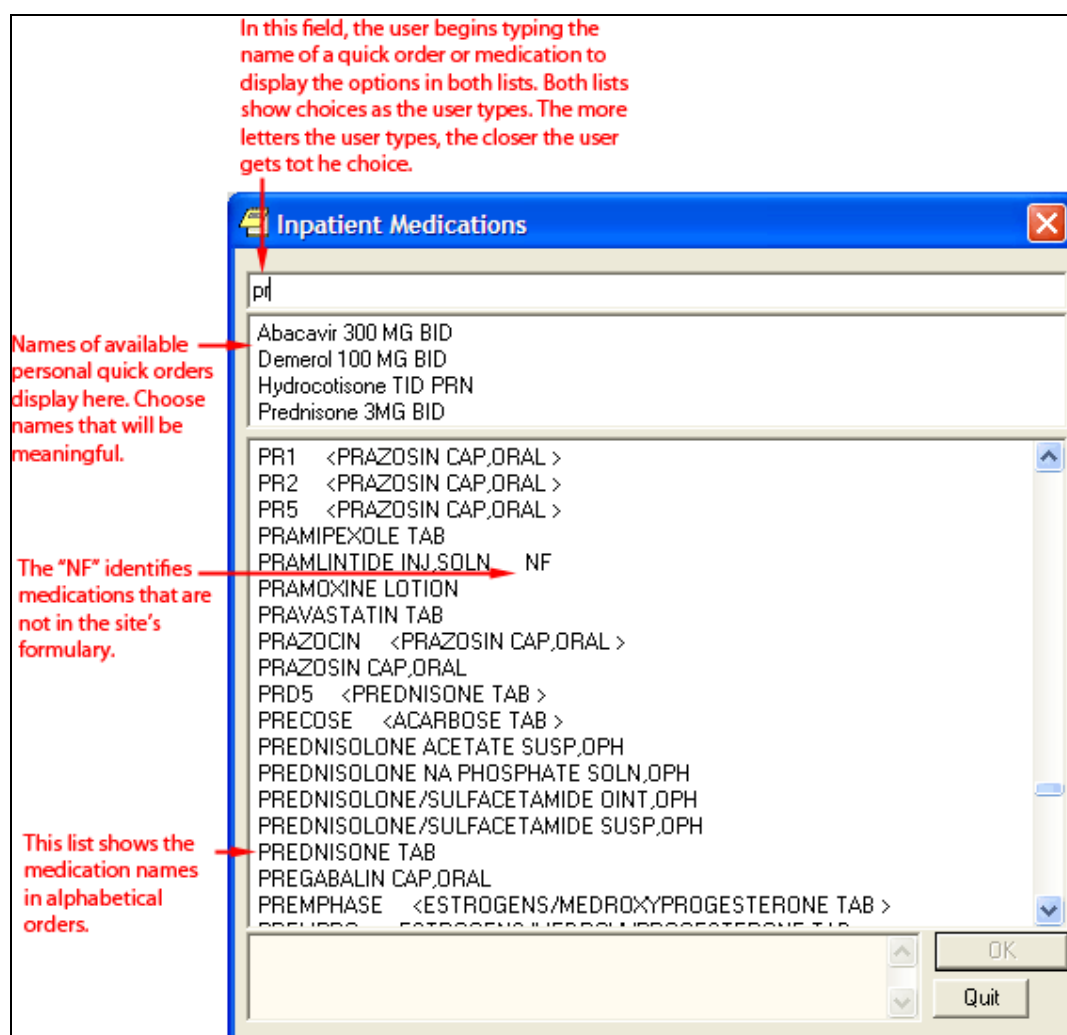 In this field, the user begins typing the
name of a quick order or medication to
display the options in both lists. Both lists
show choices as the user types. The more
letters the user types, the closer the user
gets tot he choice.
Inpatient Medications
pr
Names of available
personal quick orders
display here. Choose
names that will be
meaningful.
Abacavir 300 MG BID
Demerol 100 MG BID
Hydrocotisone TID PRN
Prednisone 3MG BID
The “NF” identifies
medications that are
not in the site’s
formulary.
This list shows the
medication names
in alphabetical
orders.
PR1 <PRAZOSIN CAP,ORAL >
PR2 <PRAZOSIN CAP,ORAL >
PR5 <PRAZOSIN CAP,ORAL >
PRAMIPEXOLE TAB
PRAMLINTIDE INJ,SOLN NF
PRAMOXINE LOTION
PRAVASTATIN TAB
PRAZOCIN <PRAZOSIN CAP,ORAL >
PRAZOSIN CAP,ORAL
PRD5 <PREDNISONE TAB >
PRECOSE <ACARBOSE TAB >
PREDNISOLONE ACETATE SUSP,OPH
PREDNISOLONE NA PHOSPHATE SOLN,OPH
PREDNISOLONE/SULFACETAMIDE OINT,OPH
PREDNISOLONE/SULFACETAMIDE SUSP,OPH
PREDNISONE TAB
PREGABALIN CAP,ORAL
PREMPHASE <ESTROGENS/MEDROXYPROGESTERONE TAB >
OK
Quit